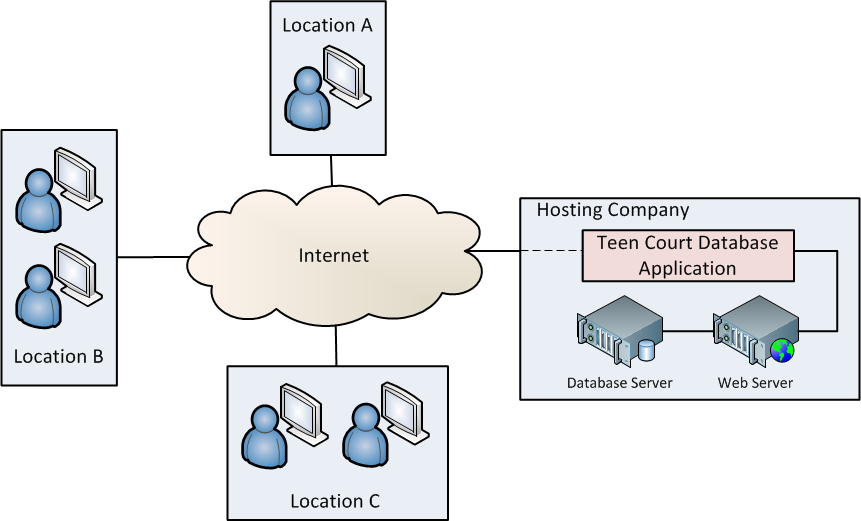 Location A
Hosting Company
Teen Court Database
Application
Internet
Location B
Database Server
Web Server
Location C